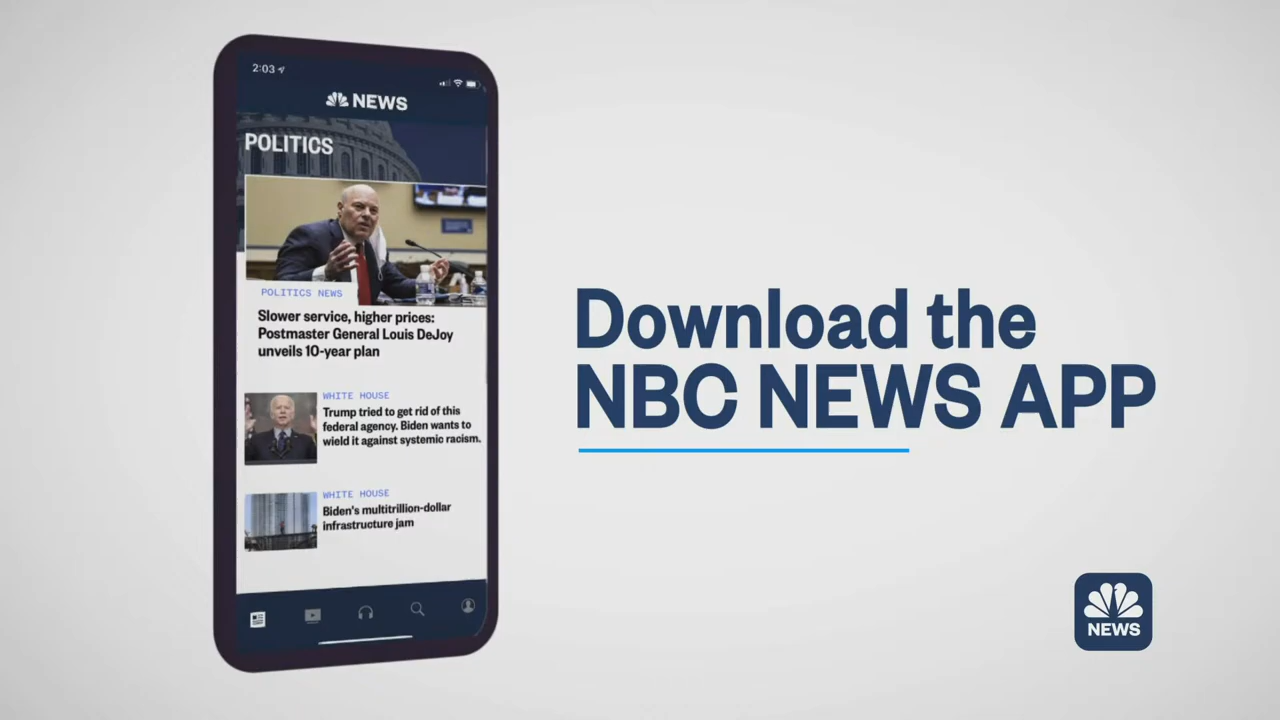 2:03
NEWS
POLITICS
POLITICS NEWS
Slower service, higher prices:
Postmaster General Louis DeJoy
unveils 10-year plan
WHITE HOUSE
Trump tried to get rid of this
federal agency. Biden wants to
wield it against systemic racism.
WHITE HOUSE
Biden's multitrillion-dollar
infrastructure jam
Download the
NBC NEWS APP
NEWS